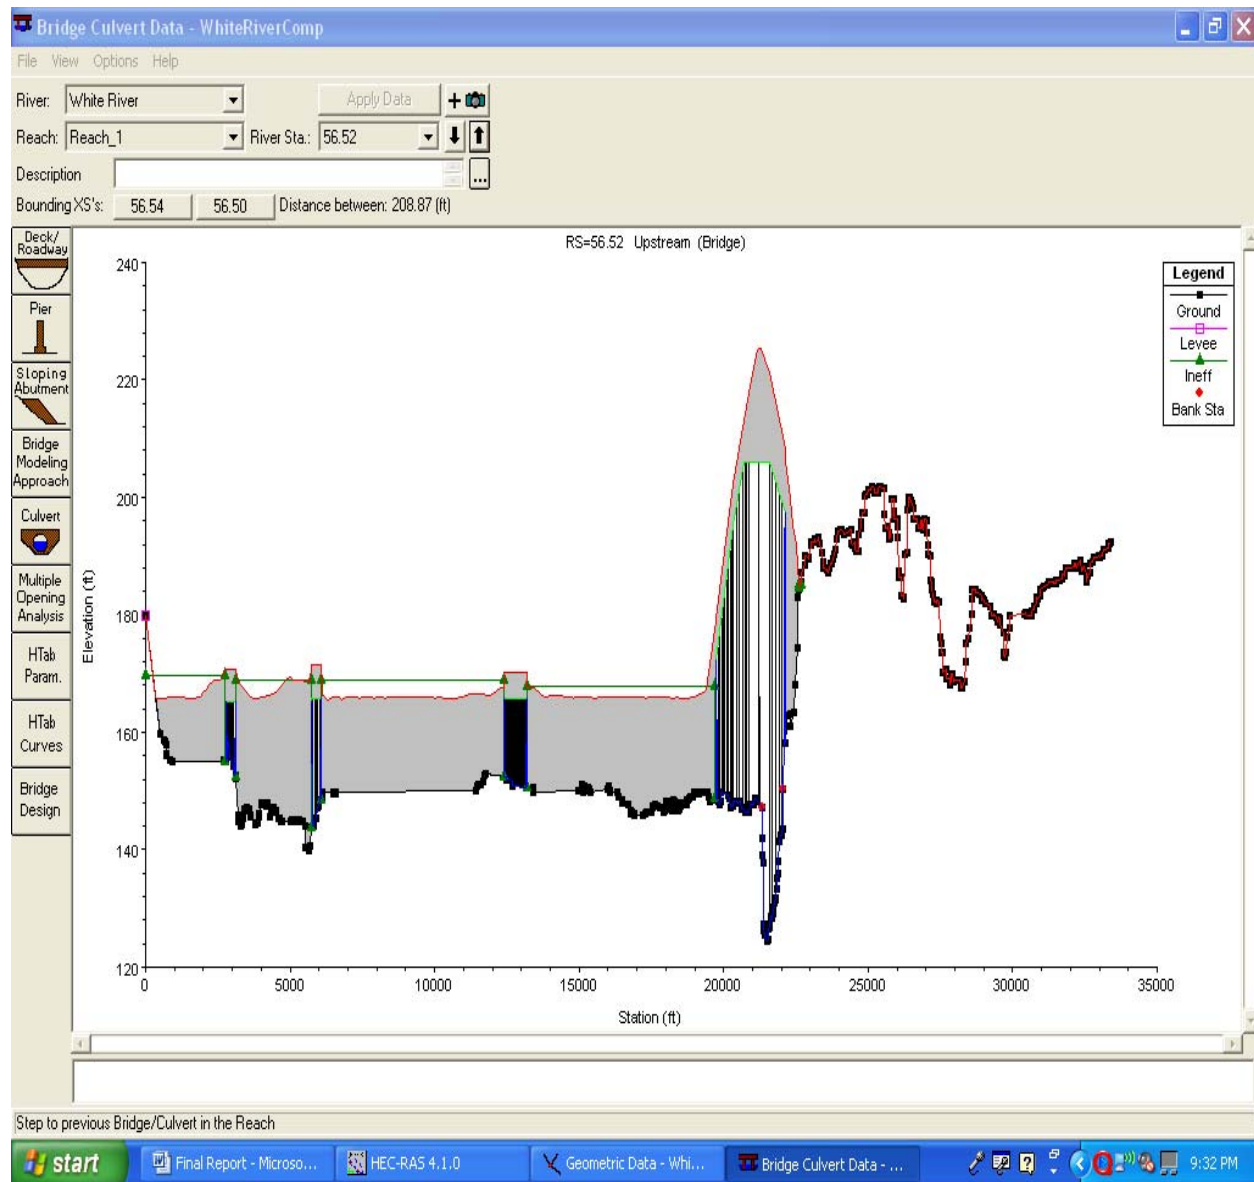 Bridge Culvert Data - WhiteRiverComp
File View Options Help
River: White River Apply Data
Reach: Reach_1 River Sta.: 56.52
Description ...
Bounding XS's: 56.54 56.50 Distance between: 208.87 (ft)
Deck/
Roadway
Pier
Sloping
Abutment
Bridge
Modeling
Approach
Culvert
Multiple
Opening
Analysis
HTab
Param.
HTab
Curves
Bridge
Design
RS=56.52 Upstream (Bridge)
240
220
200
180
160
140
120
Elevation (ft)
0 5000 10000 15000 20000 25000 30000 35000
Station (ft)
Legend
Ground
Levee
Ineff
Bank Sta
Step to previous Bridge/Culvert in the Reach
start Final Report - Microso... HEC-RAS 4.1.0 Geometric Data - Whi... Bridge Culvert Data - ... 9:32 PM